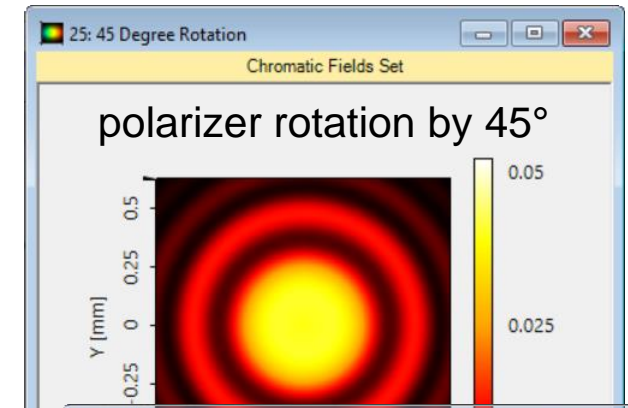 25: 45 Degree Rotation
Chromatic Fields Set
polarizer rotation by 45°
0.05
0.025
Y [mm]
0.5
0.25
0
-0.25